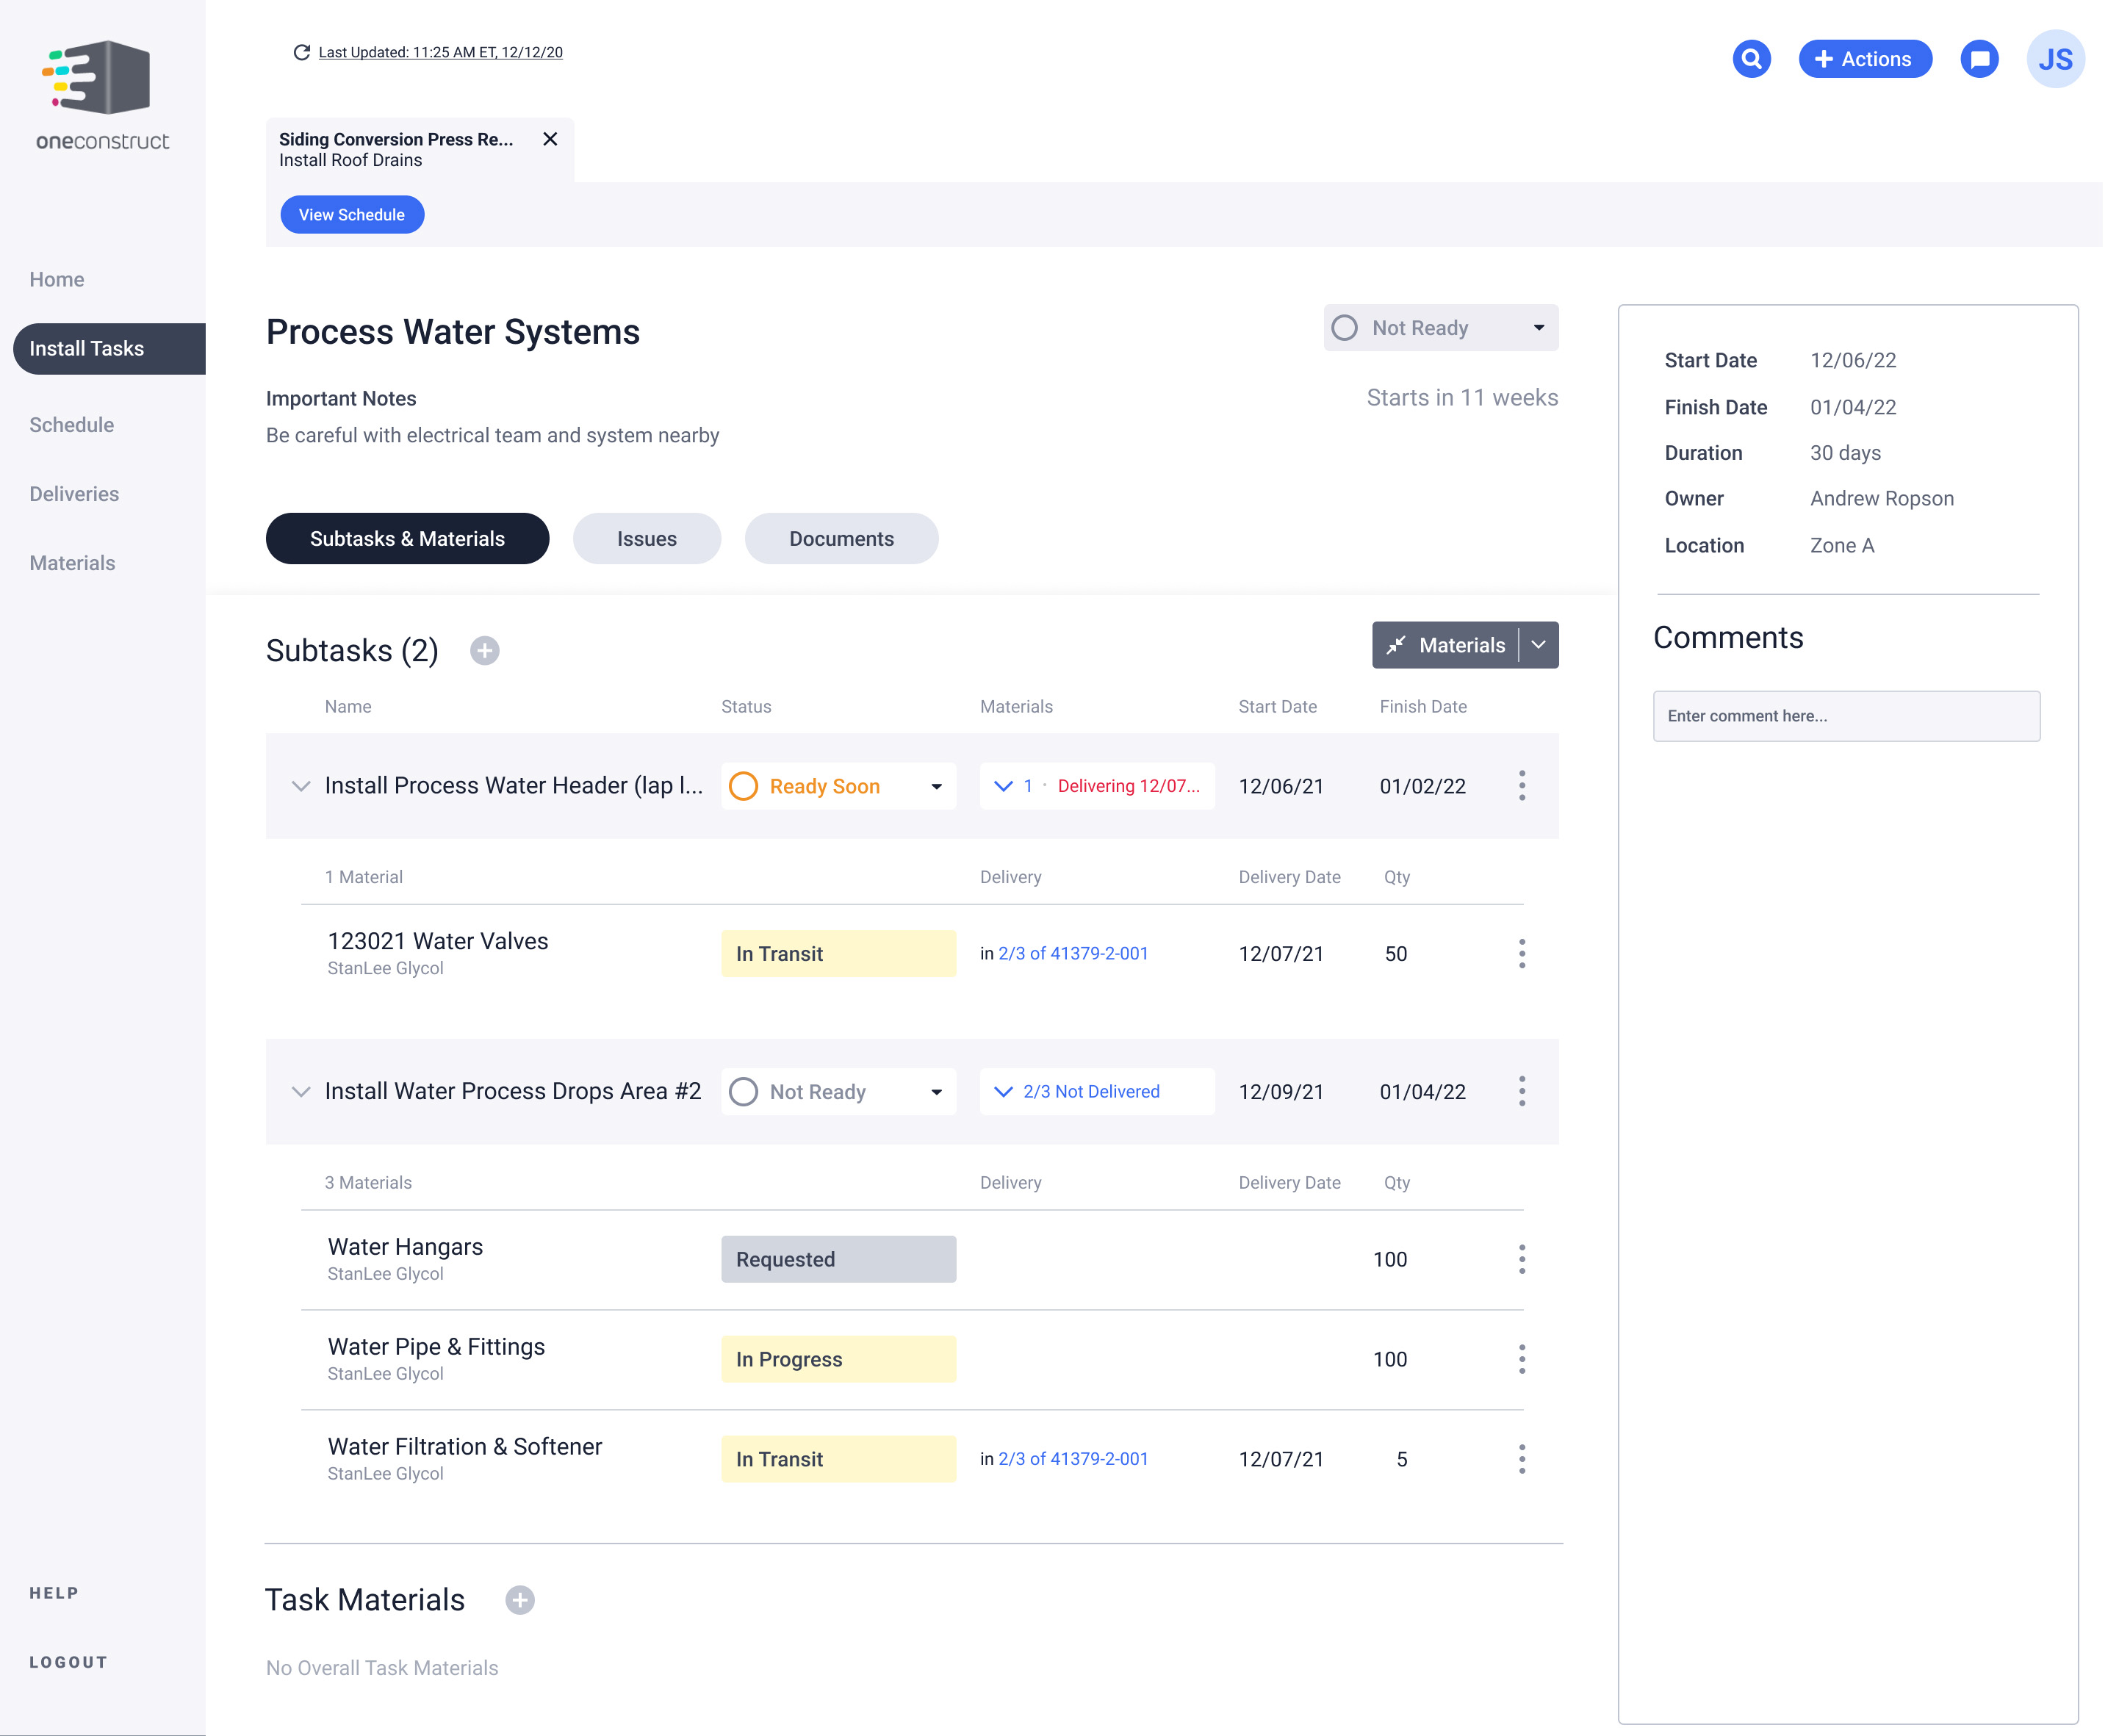 oneconstruct
Last Updated: 11:25 AM ET, 12/12/20
Actions
JS
Siding Conversion Press Re...
Install Roof Drains
View Schedule
Home
Install Tasks
Schedule
Deliveries
Materials
HELP
LOGOUT
Process Water Systems
Not Ready
Important Notes
Starts in 11 weeks
Be careful with electrical team and system nearby
Subtasks & Materials Issues Documents
Subtasks (2)
Materials
Name Status Materials Start Date Finish Date
Install Process Water Header (lap l... Ready Soon 1 · Delivering 12/07... 12/06/21 01/02/22
1 Material Delivery Delivery Date Qty
123021 Water Valves In Transit in 2/3 of 41379-2-001 12/07/21 50
StanLee Glycol
Install Water Process Drops Area #2 Not Ready 2/3 Not Delivered 12/09/21 01/04/22
3 Materials Delivery Delivery Date Qty
Water Hangars Requested 100
StanLee Glycol
Water Pipe & Fittings In Progress 100
StanLee Glycol
Water Filtration & Softener In Transit in 2/3 of 41379-2-001 12/07/21 5
StanLee Glycol
Task Materials
No Overall Task Materials
Start Date 12/06/22
Finish Date 01/04/22
Duration 30 days
Owner Andrew Ropson
Location Zone A
Comments
Enter comment here...